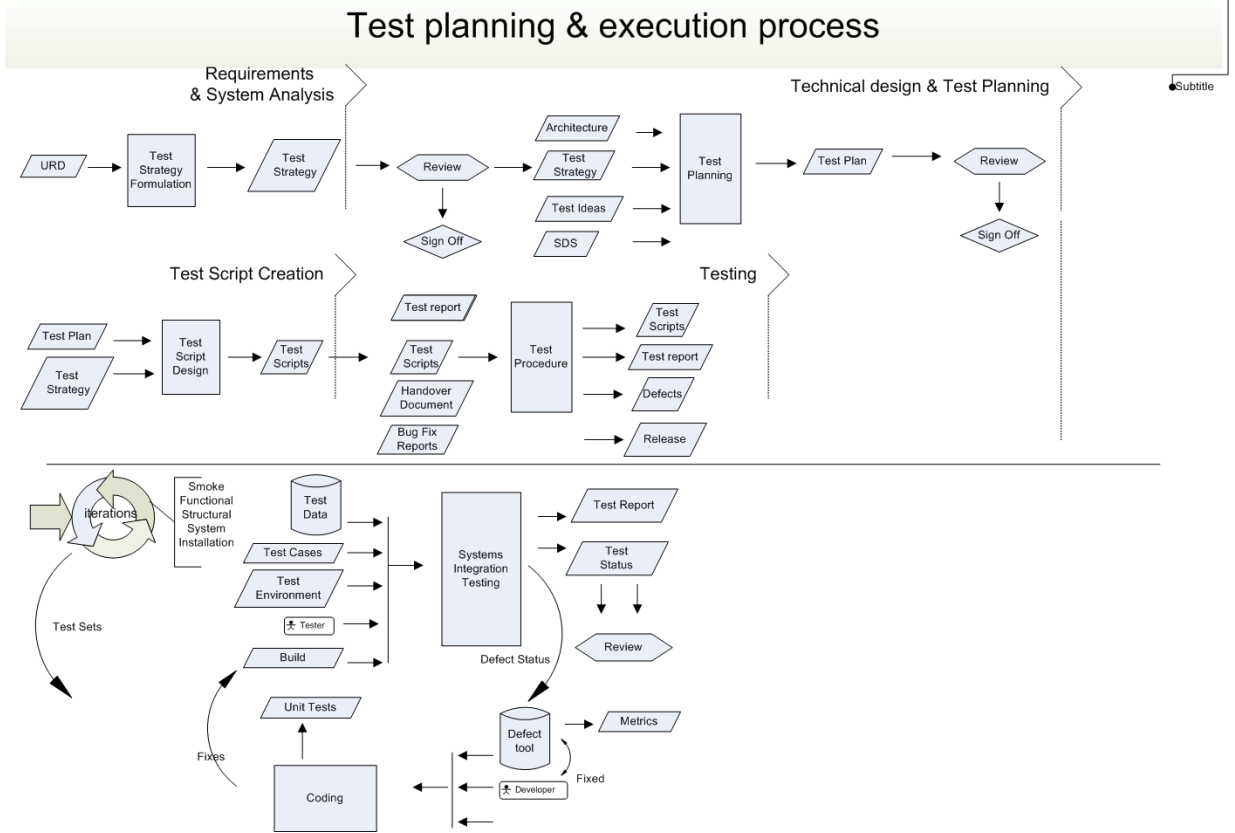 Test planning & execution process
Requirements
& System Analysis
Technical design & Test Planning
Subtitle
URD
Test
Strategy
Formulation
Test
Strategy
Review
Sign Off
Architecture
Test
Strategy
Test Ideas
SDS
Test
Planning
Test Plan
Review
Sign Off
Test Script Creation
Testing
Test Plan
Test
Strategy
Test
Script
Design
Test
Scripts
Test report
Test
Scripts
Handover
Document
Bug Fix
Reports
Test
Procedure
Test
Scripts
Test report
Defects
Release
iterations
Smoke
Functional
Structural
System
Installation
Test Sets
Test
Data
Test Cases
Test
Environment
Tester
Build
Systems
Integration
Testing
Test Report
Test
Status
Review
Defect Status
Unit Tests
Fixes
Coding
Defect
tool
Metrics
Fixed
Developer